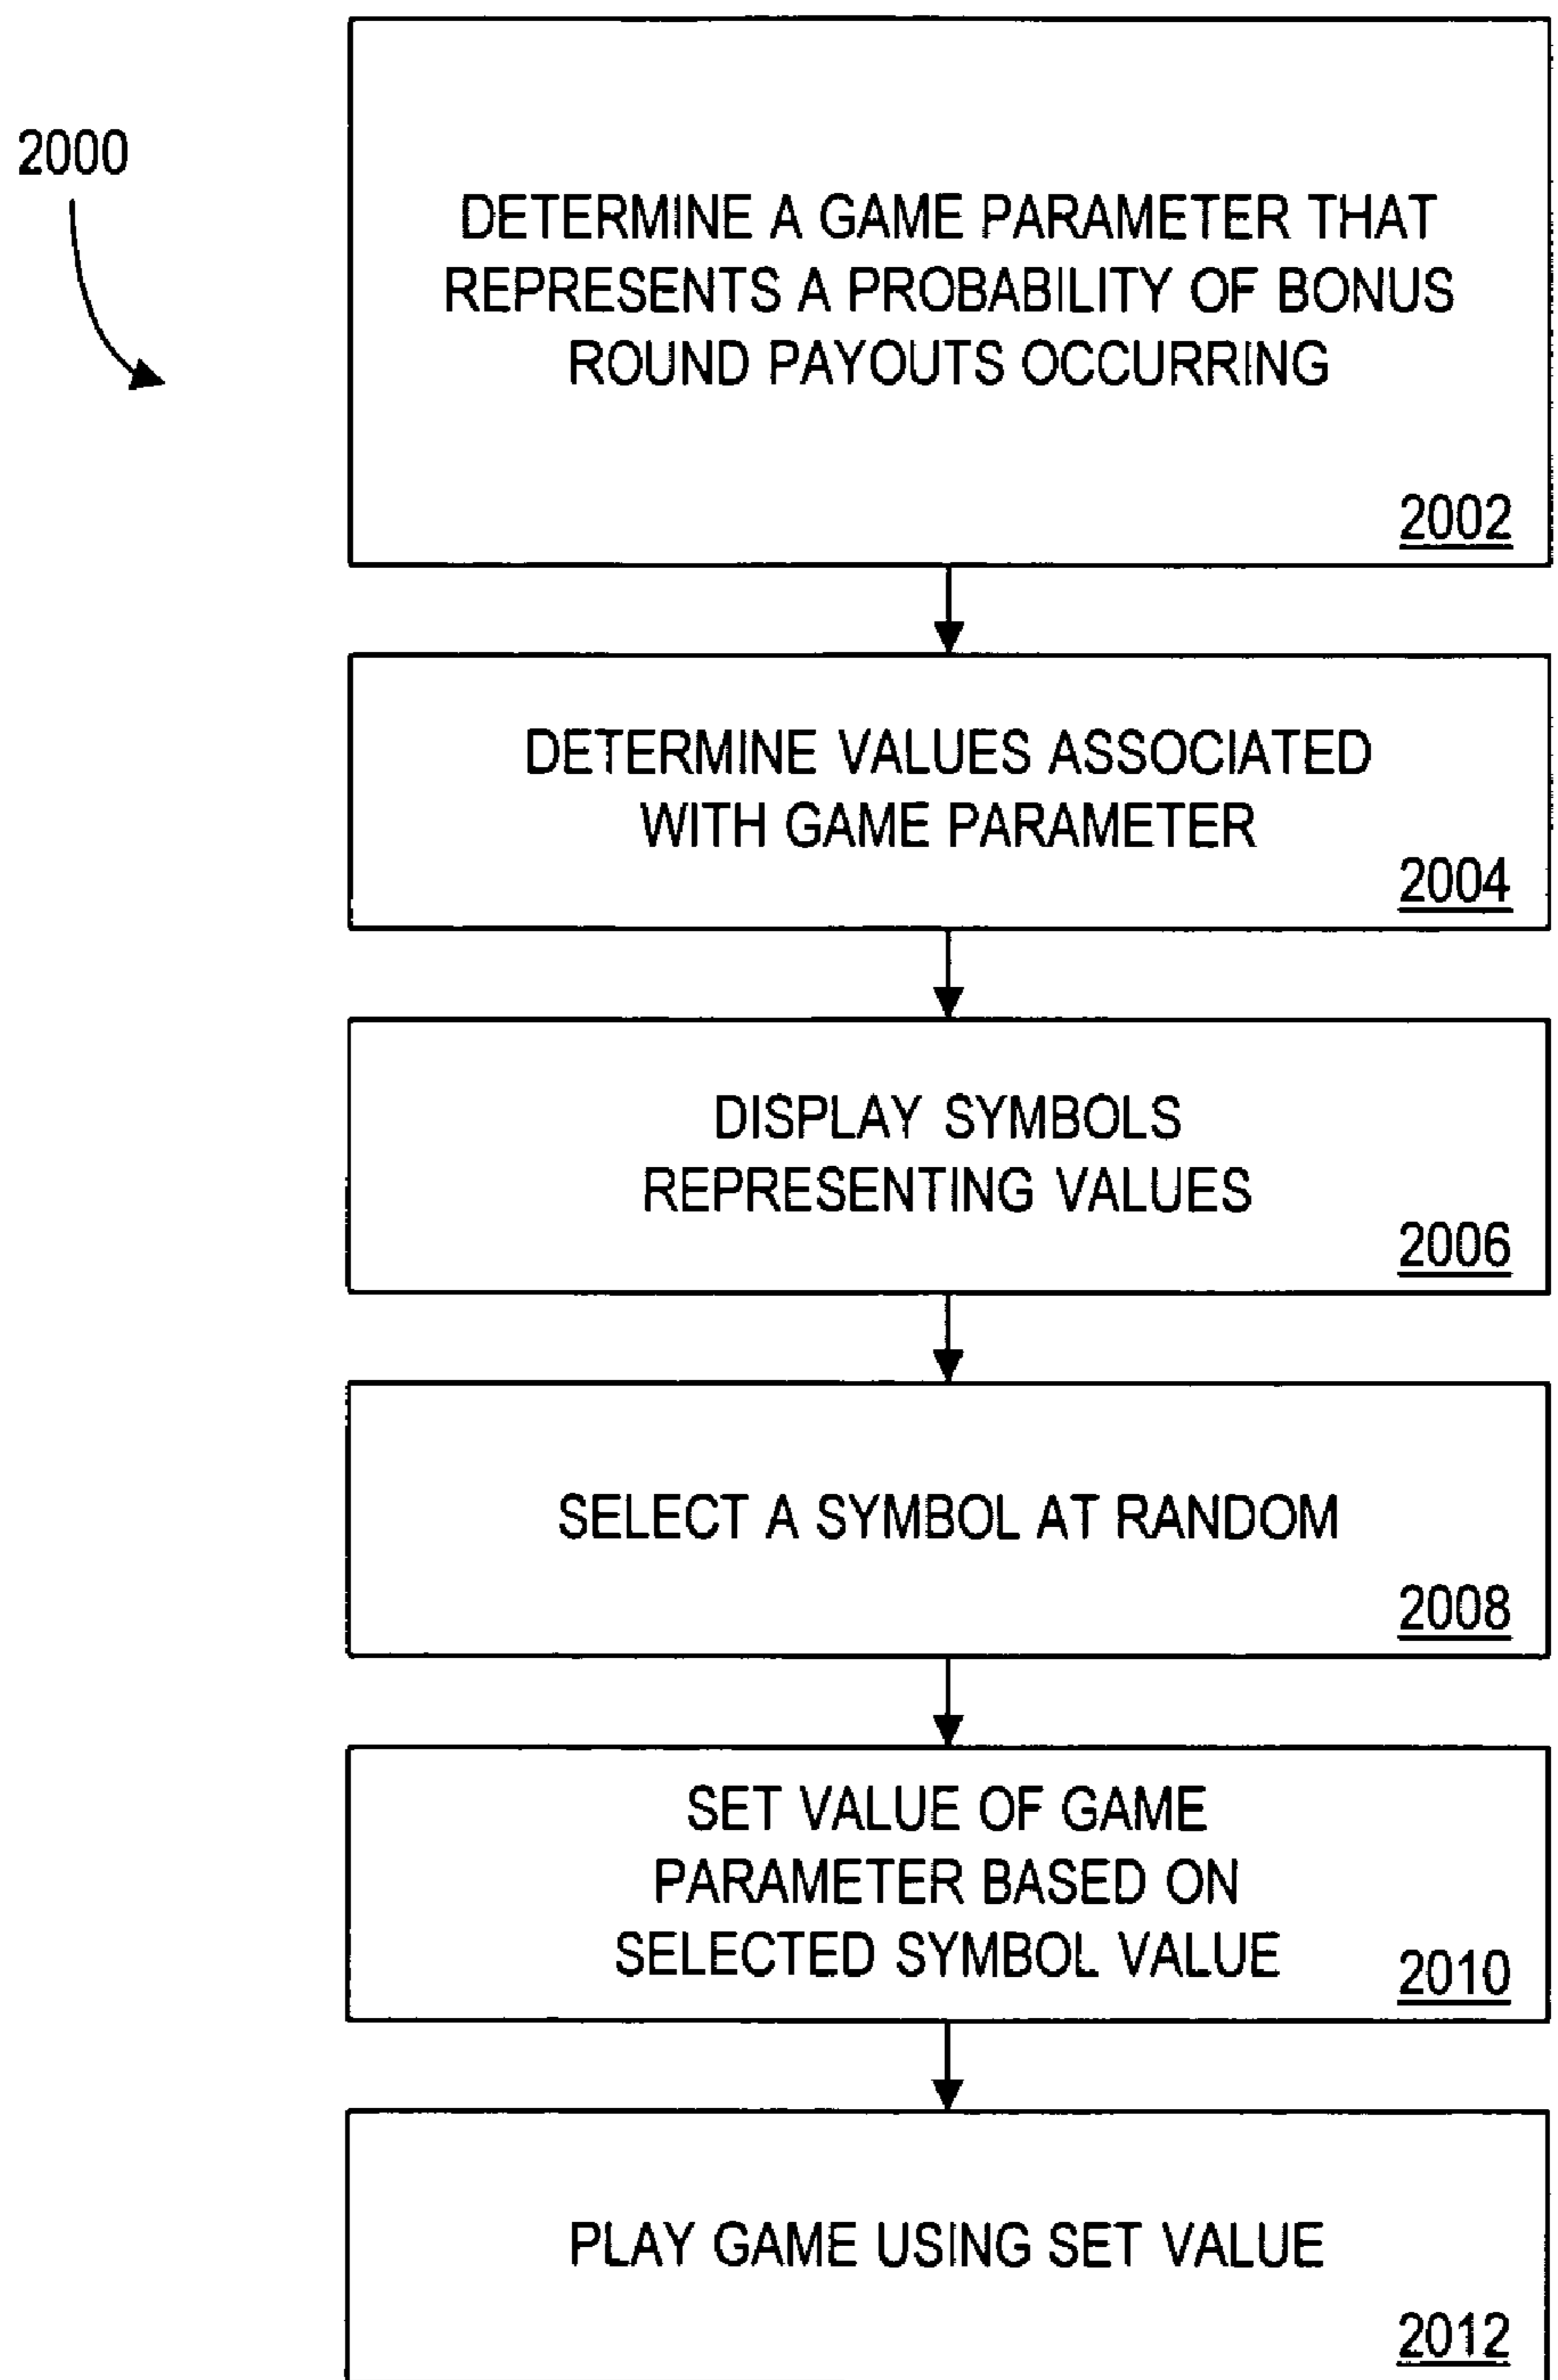 2000
DETERMINE A GAME PARAMETER THAT
REPRESENTS A PROBABILITY OF BONUS
ROUND PAYOUTS OCCURRING
2002
DETERMINE VALUES ASSOCIATED
WITH GAME PARAMETER
2004
DISPLAY SYMBOLS
REPRESENTING VALUES
2006
SELECT A SYMBOL AT RANDOM
2008
SET VALUE OF GAME
PARAMETER BASED ON
SELECTED SYMBOL VALUE
2010
PLAY GAME USING SET VALUE
2012